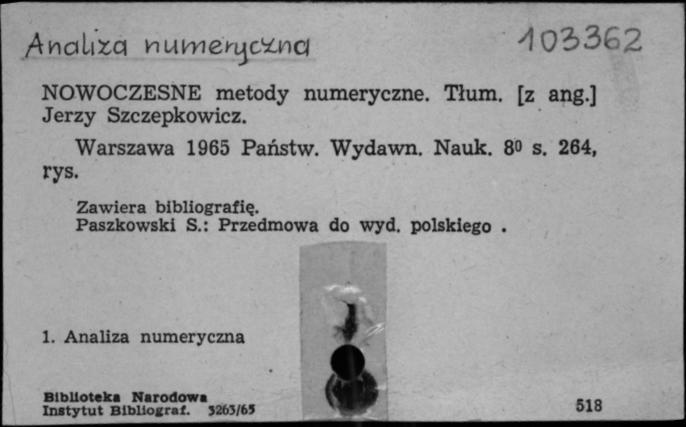 Analiza numeryczna 103362
NOWOCZESNE metody numeryczne. Tłum. [z ang.]
Jerzy Szczepkowicz.
Warszawa 1965 Państw. Wydawn. Nauk. 8⁰ s. 264,
rys.
Zawiera bibliografię.
Paszkowski S.: Przedmowa do wyd. polskiego .
1. Analiza numeryczna
Biblioteka Narodowa
Instytut Bibliograf. 3263/65 518